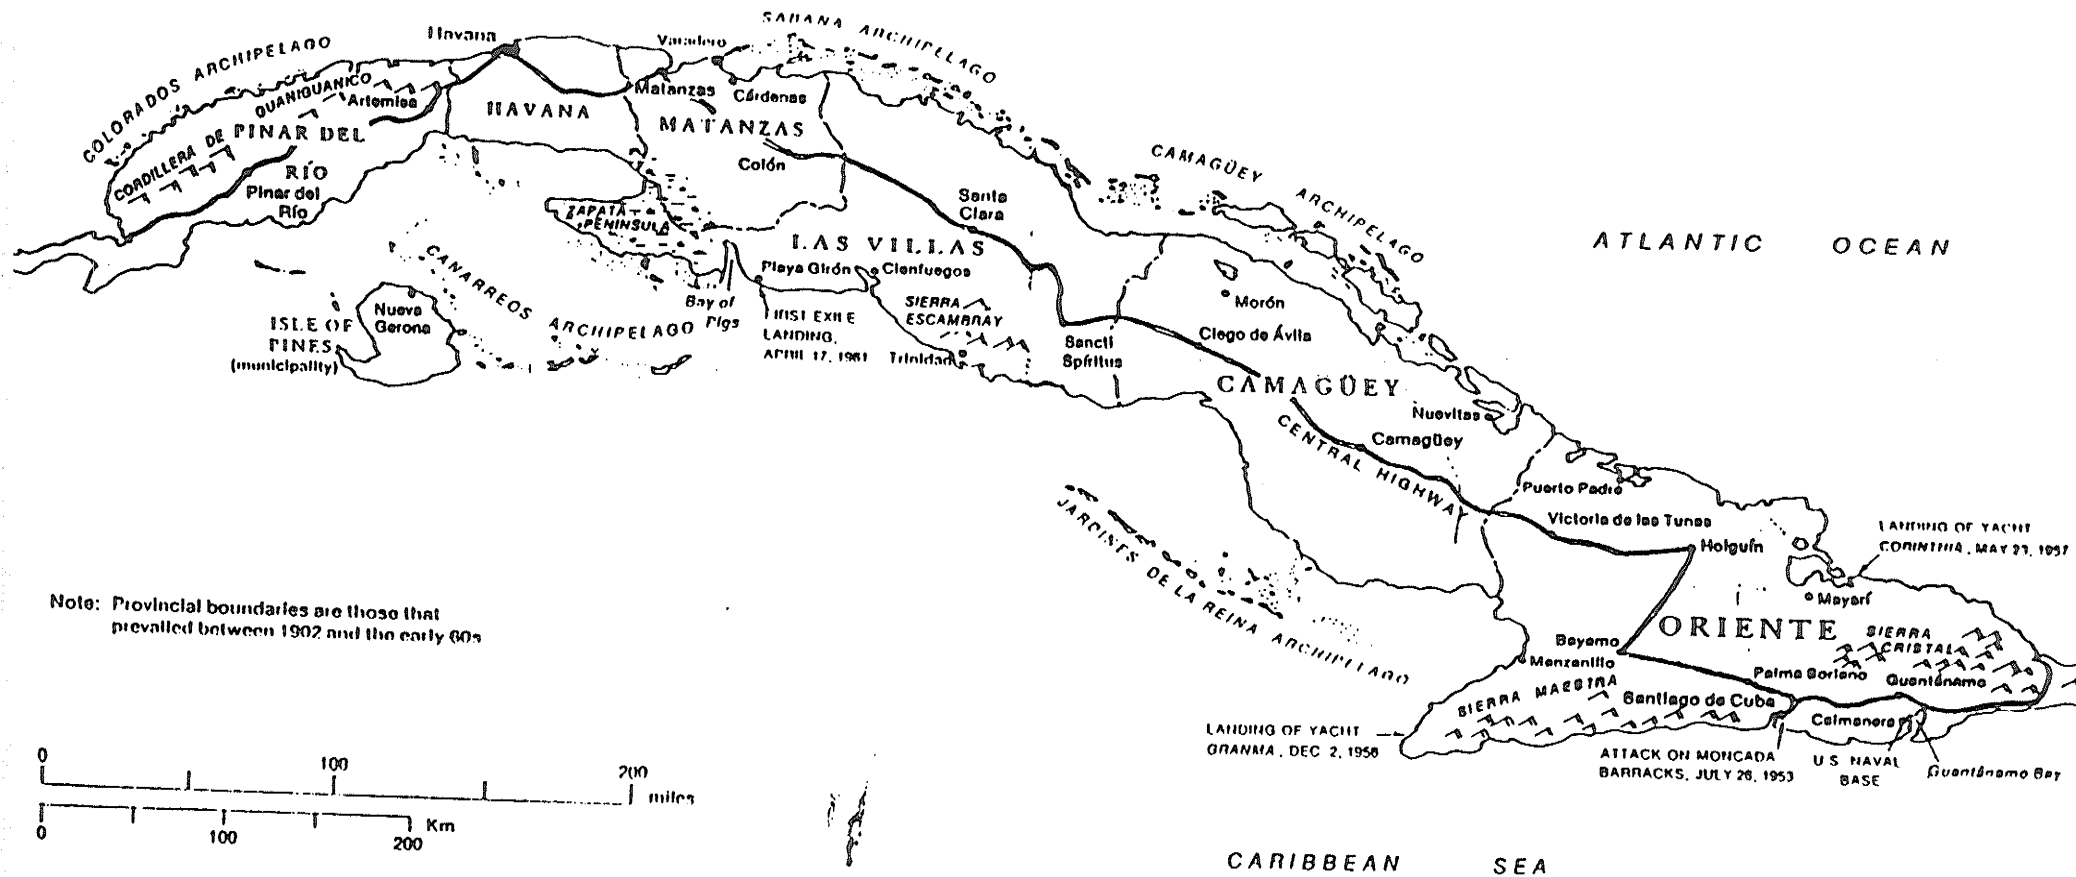 SABANA ARCHIPELAGO
Havana
Varadero
COLORADOS ARCHIPELAGO
CORDILLERA DE GUANIGUANICO
Artemisa
Matanzas
Cárdenas
HAVANA
MATANZAS
PINAR DEL
RÍO
Pinar del
Río
Colón
CAMAGÜEY ARCHIPELAGO
Santa
Clara
ZAPATA
PENINSULA
LAS VILLAS
ATLANTIC OCEAN
CANARREOS ARCHIPELAGO
Playa Girón
Cienfuegos
Bay of
Pigs
SIERRA
ESCAMBRAY
Morón
Nueva
Gerona
ISLE OF
PINES
(municipality)
FIRST EXILE
LANDING,
APRIL 17, 1961
Trinidad
Sancti
Spíritus
Ciego de Ávila
CAMAGÜEY
Nuevitas
Camagüey
CENTRAL HIGHWAY
Puerto Padre
Victoria de las Tunas
Holguín
LANDING OF YACHT
CORINTHIA, MAY 23, 1957
JARDINES DE LA REINA ARCHIPELAGO
Mayarí
Note: Provincial boundaries are those that
prevailed between 1902 and the early 60s
ORIENTE
SIERRA
CRISTAL
Bayamo
Manzanillo
Palma Soriano
Guantánamo
SIERRA MAESTRA
Santiago de Cuba
Caimanera
LANDING OF YACHT
GRANMA, DEC 2, 1956
ATTACK ON MONCADA
BARRACKS, JULY 26, 1953
U S NAVAL
BASE
Guantánamo Bay
0 100 200 miles
0 100 200 Km
CARIBBEAN SEA